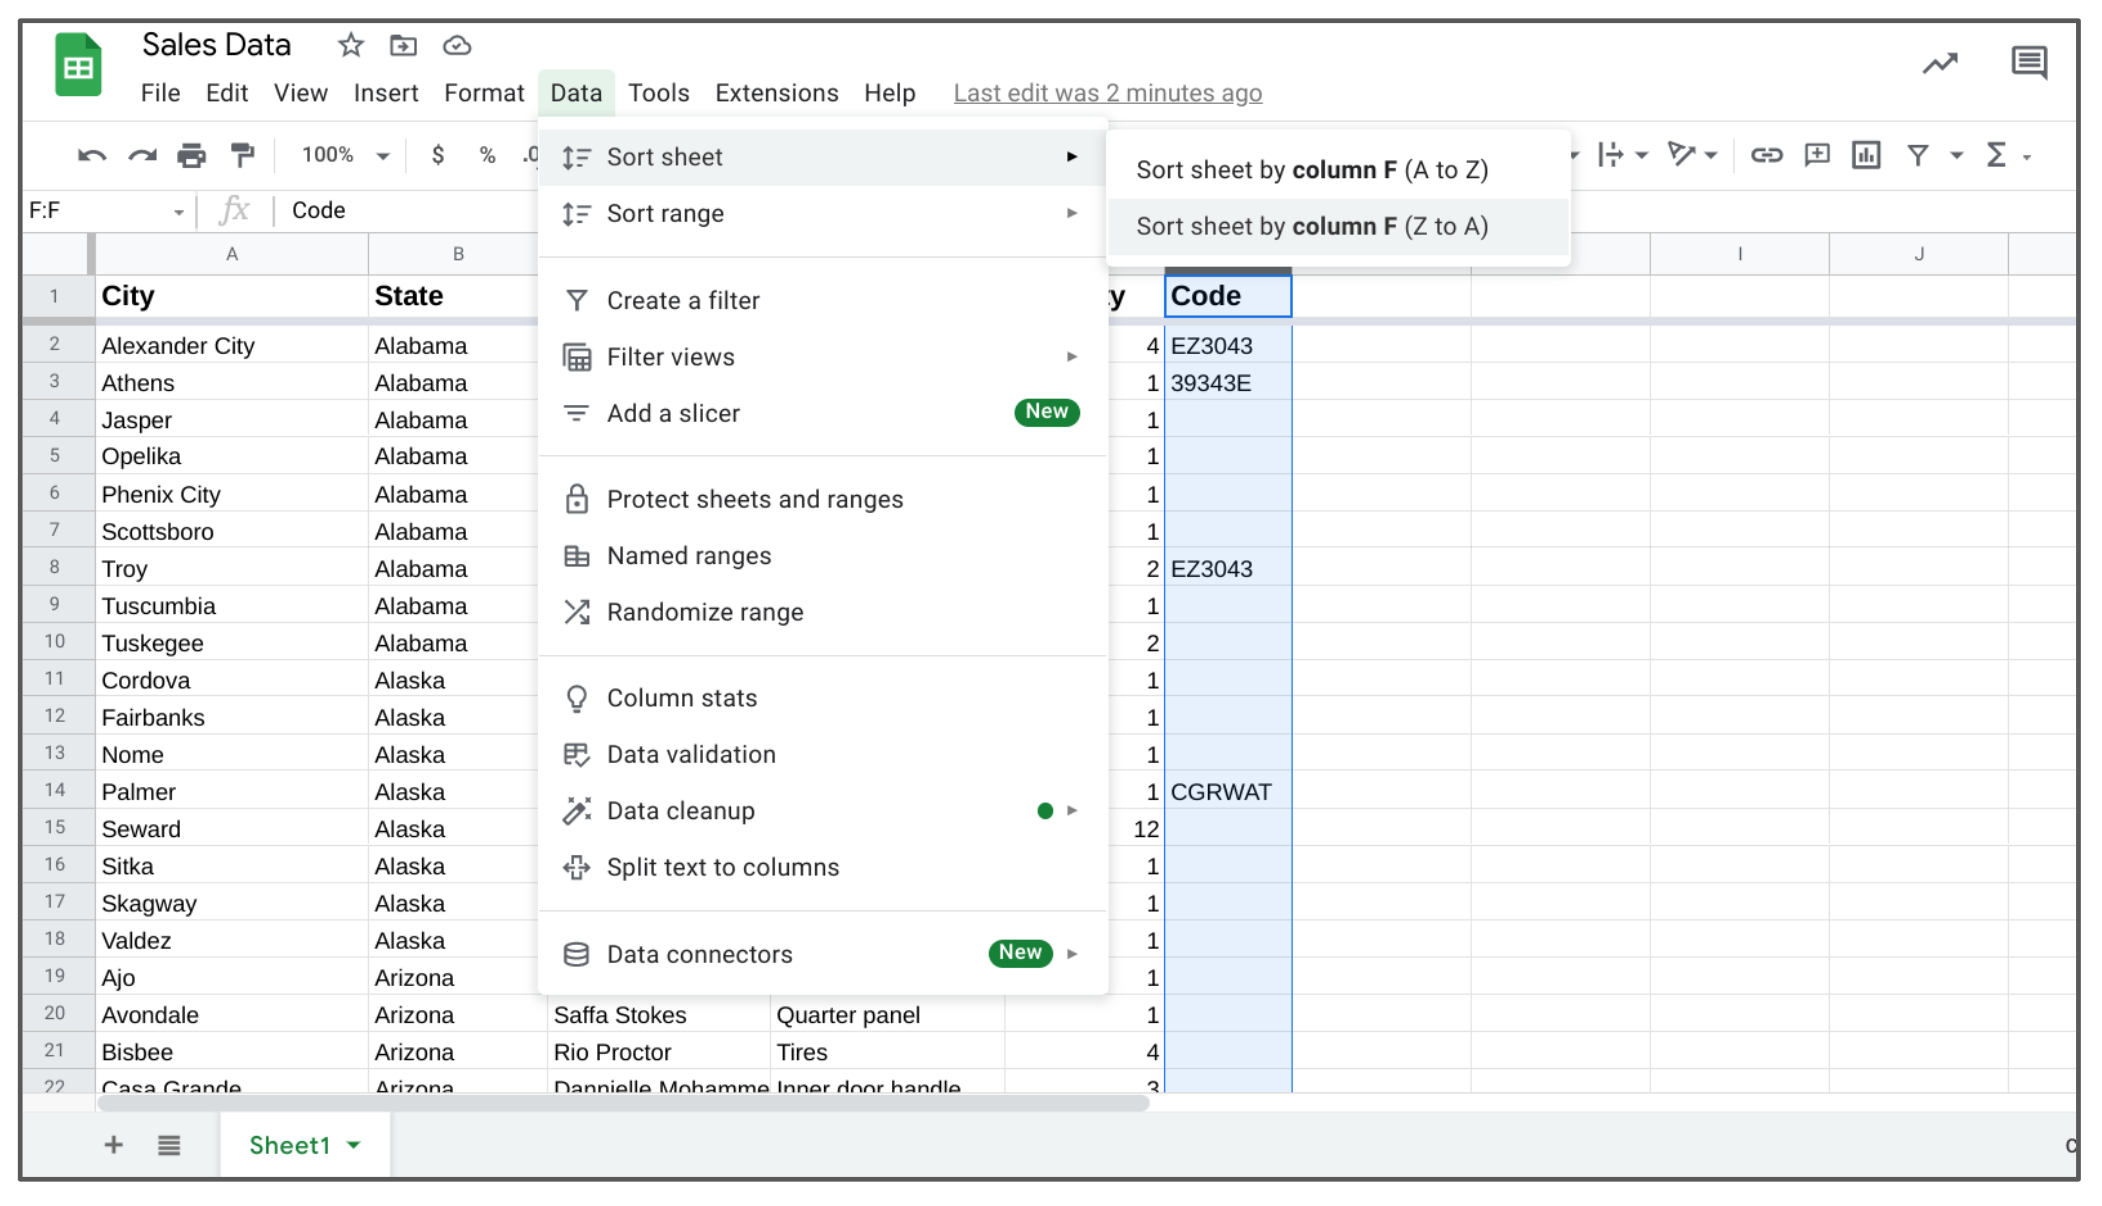 Sales Data
File Edit View Insert Format Data Tools Extensions Help Last edit was 2 minutes ago
100% $ % .0
F:F fx Code
Sort sheet
Sort range
Create a filter
Filter views
Add a slicer New
Protect sheets and ranges
Named ranges
Randomize range
Column stats
Data validation
Data cleanup
Split text to columns
Data connectors New
Sort sheet by column F (A to Z)
Sort sheet by column F (Z to A)
A B I J
1 City State y Code
2 Alexander City Alabama 4 EZ3043
3 Athens Alabama 1 39343E
4 Jasper Alabama 1
5 Opelika Alabama 1
6 Phenix City Alabama 1
7 Scottsboro Alabama 1
8 Troy Alabama 2 EZ3043
9 Tuscumbia Alabama 1
10 Tuskegee Alabama 2
11 Cordova Alaska 1
12 Fairbanks Alaska 1
13 Nome Alaska 1
14 Palmer Alaska 1 CGRWAT
15 Seward Alaska 12
16 Sitka Alaska 1
17 Skagway Alaska 1
18 Valdez Alaska 1
19 Ajo Arizona 1
20 Avondale Arizona Saffa Stokes Quarter panel 1
21 Bisbee Arizona Rio Proctor Tires 4
22 Casa Grande Arizona Dannielle Mohamme Inner door handle 3
Sheet1